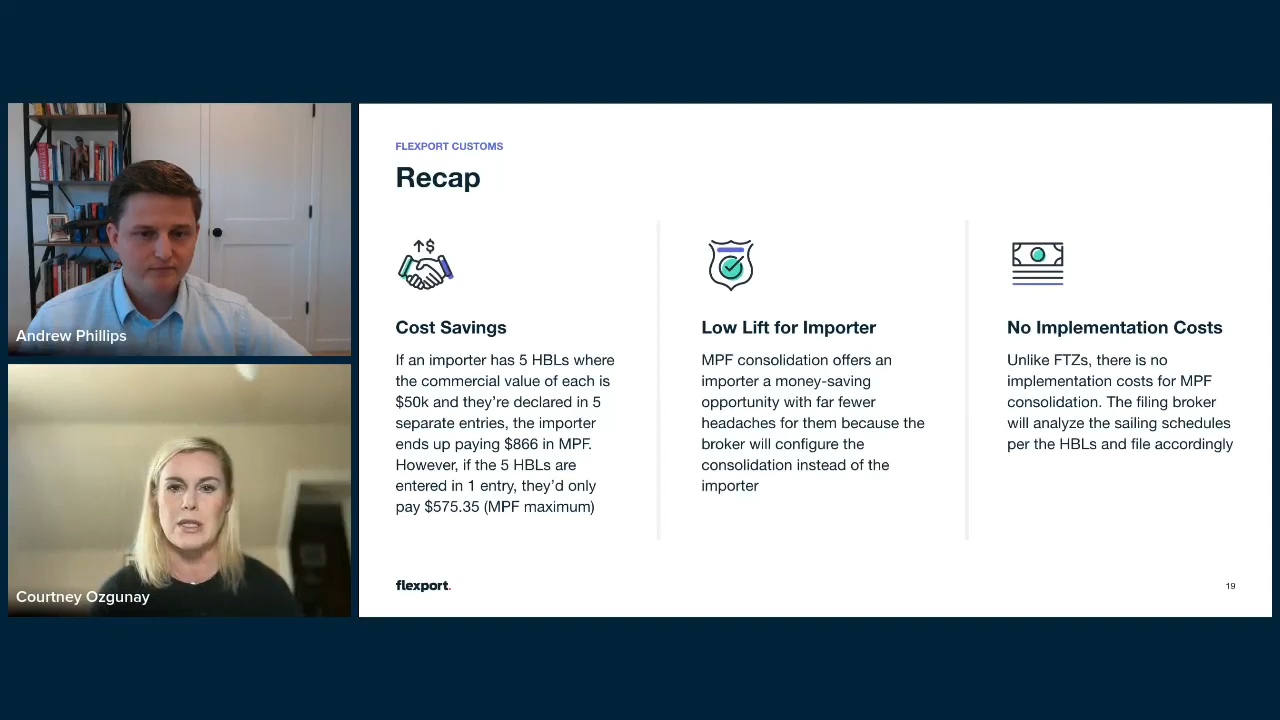 Andrew Phillips
Courtney Ozgunay
FLEXPORT CUSTOMS
Recap
$
Cost Savings
If an importer has 5 HBLs where
the commercial value of each is
$50k and they're declared in 5
separate entries, the importer
ends up paying $866 in MPF.
However, if the 5 HBLs are
entered in 1 entry, they'd only
pay $575.35 (MPF maximum)
Low Lift for Importer
MPF consolidation offers an
importer a money-saving
opportunity with far fewer
headaches for them because the
broker will configure the
consolidation instead of the
importer
No Implementation Costs
Unlike FTZs, there is no
implementation costs for MPF
consolidation. The filing broker
will analyze the sailing schedules
per the HBLs and file accordingly
flexport.
19